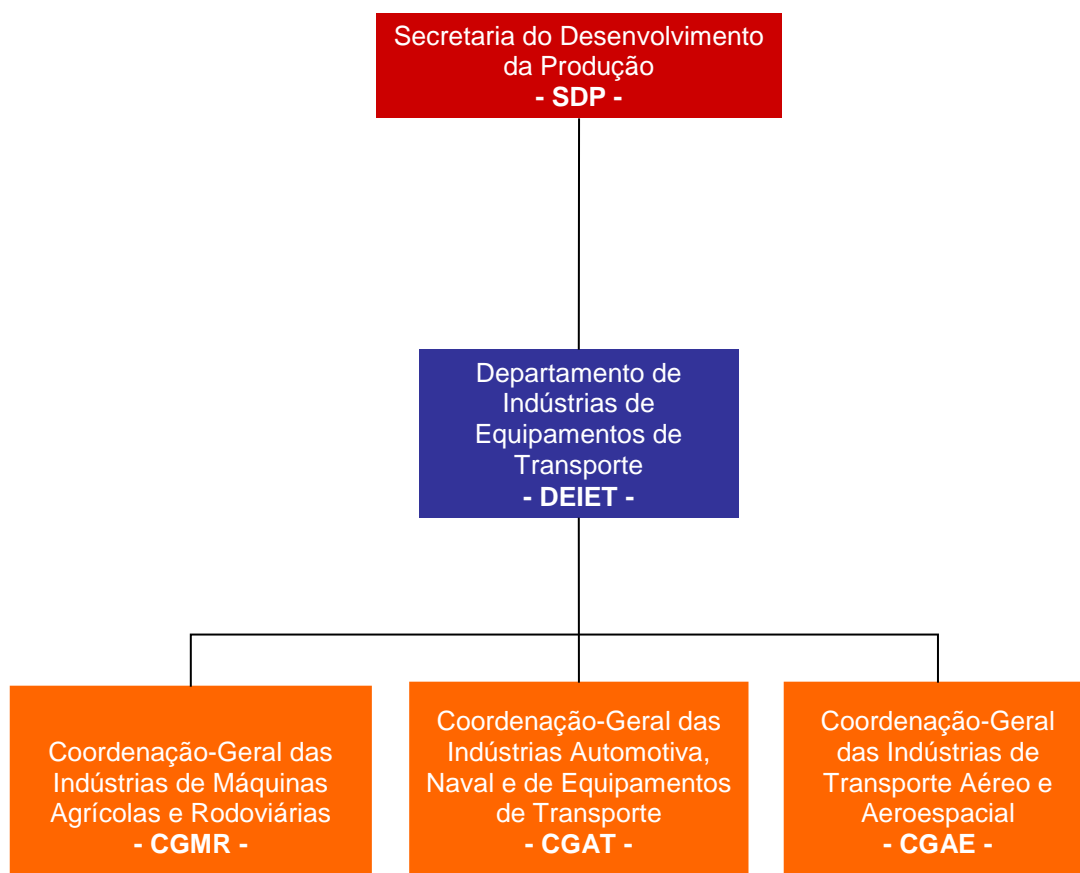 Secretaria do Desenvolvimento
da Produção
- SDP -
Departamento de
Indústrias de
Equipamentos de
Transporte
- DEIET -
Coordenação-Geral das
Indústrias de Máquinas
Agrícolas e Rodoviárias
- CGMR -
Coordenação-Geral das
Indústrias Automotiva,
Naval e de Equipamentos
de Transporte
- CGAT -
Coordenação-Geral
das Indústrias de
Transporte Aéreo e
Aeroespacial
- CGAE -